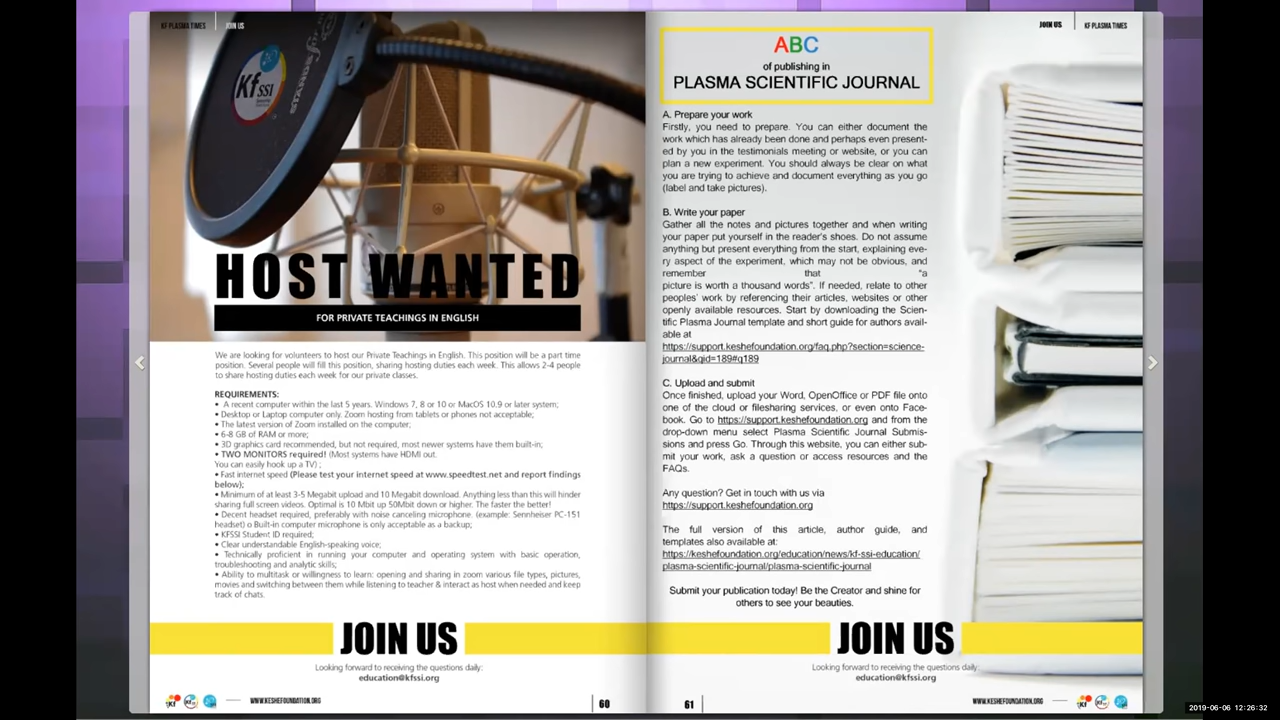 KF PLASMA TIMES
JOIN US
Kf
SSI
HOST WANTED
FOR PRIVATE TEACHINGS IN ENGLISH
We are looking for volunteers to host our Private Teachings in English. This position will be a part time
position. Several people will fill this position, sharing hosting duties each week. This allows 2-4 people
to share hosting duties each week for our private classes.
REQUIREMENTS:
• A recent computer within the last 5 years. Windows 7, 8 or 10 or MacOS 10.9 or later system;
• Desktop or Laptop computer only. Zoom hosting from tablets or phones not acceptable;
• The latest version of Zoom installed on the computer;
• 6-8 GB of RAM or more;
• 3D graphics card recommended, but not required, most newer systems have them built-in;
• TWO MONITORS required! (Most systems have HDMI out.
You can easily hook up a TV) ;
• Fast internet speed (Please test your internet speed at www.speedtest.net and report findings
below);
• Minimum of at least 3-5 Megabit upload and 10 Megabit download. Anything less than this will hinder
sharing full screen videos. Optimal is 10 Mbit up 50Mbit down or higher. The faster the better!
• Decent headset required, preferably with noise canceling microphone. (example: Sennheiser PC-151
headset) o Built-in computer microphone is only acceptable as a backup;
• KFSSI Student ID required;
• Clear understandable English-speaking voice;
• Technically proficient in running your computer and operating system with basic operation,
troubleshooting and analytic skills;
• Ability to multitask or willingness to learn: opening and sharing in zoom various file types, pictures,
movies and switching between them while listening to teacher & interact as host when needed and keep
track of chats.
JOIN US
Looking forward to receiving the questions daily:
education@kfssi.org
WWW.KESHEFOUNDATION.ORG
60
JOIN US
KF PLASMA TIMES
ABC
of publishing in
PLASMA SCIENTIFIC JOURNAL
A. Prepare your work
Firstly, you need to prepare. You can either document the
work which has already been done and perhaps even present-
ed by you in the testimonials meeting or website, or you can
plan a new experiment. You should always be clear on what
you are trying to achieve and document everything as you go
(label and take pictures).
B. Write your paper
Gather all the notes and pictures together and when writing
your paper put yourself in the reader's shoes. Do not assume
anything but present everything from the start, explaining eve-
ry aspect of the experiment, which may not be obvious, and
remember that "a
picture is worth a thousand words". If needed, relate to other
peoples' work by referencing their articles, websites or other
openly available resources. Start by downloading the Scien-
tific Plasma Journal template and short guide for authors avail-
able at
https://support.keshefoundation.org/faq.php?section=science-
journal&qid=189#q189
C. Upload and submit
Once finished, upload your Word, OpenOffice or PDF file onto
one of the cloud or filesharing services, or even onto Face-
book. Go to https://support.keshefoundation.org and from the
drop-down menu select Plasma Scientific Journal Submis-
sions and press Go. Through this website, you can either sub-
mit your work, ask a question or access resources and the
FAQs.
Any question? Get in touch with us via
https://support.keshefoundation.org
The full version of this article, author guide, and
templates also available at:
https://keshefoundation.org/education/news/kf-ssi-education/
plasma-scientific-journal/plasma-scientific-journal
Submit your publication today! Be the Creator and shine for
others to see your beauties.
JOIN US
Looking forward to receiving the questions daily:
education@kfssi.org
61
WWW.KESHEFOUNDATION.ORG
2019-06-06 12:26:32